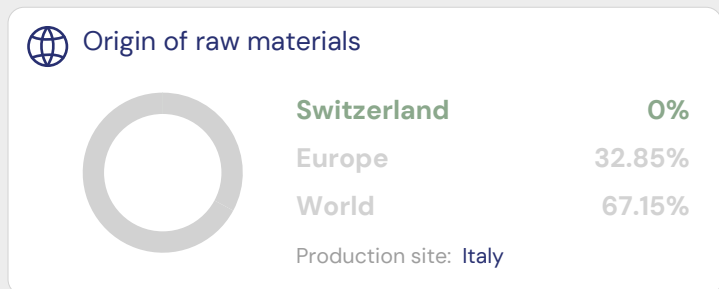 Origin of raw materials
Switzerland 0%
Europe 32.85%
World 67.15%
Production site: Italy